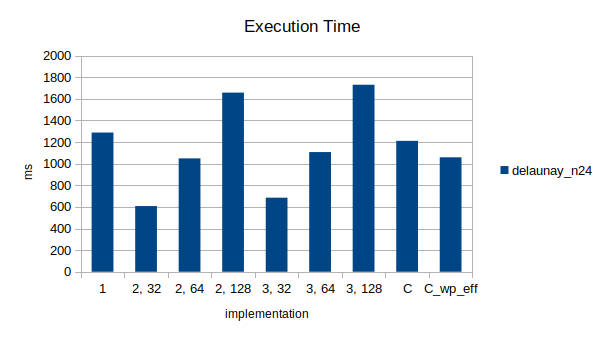 Execution Time
2000
1800
1600
1400
1200
1000
800
600
400
200
0
ms
1 2, 32 2, 64 2, 128 3, 32 3, 64 3, 128 C C_wp_eff
implementation
delaunay_n24